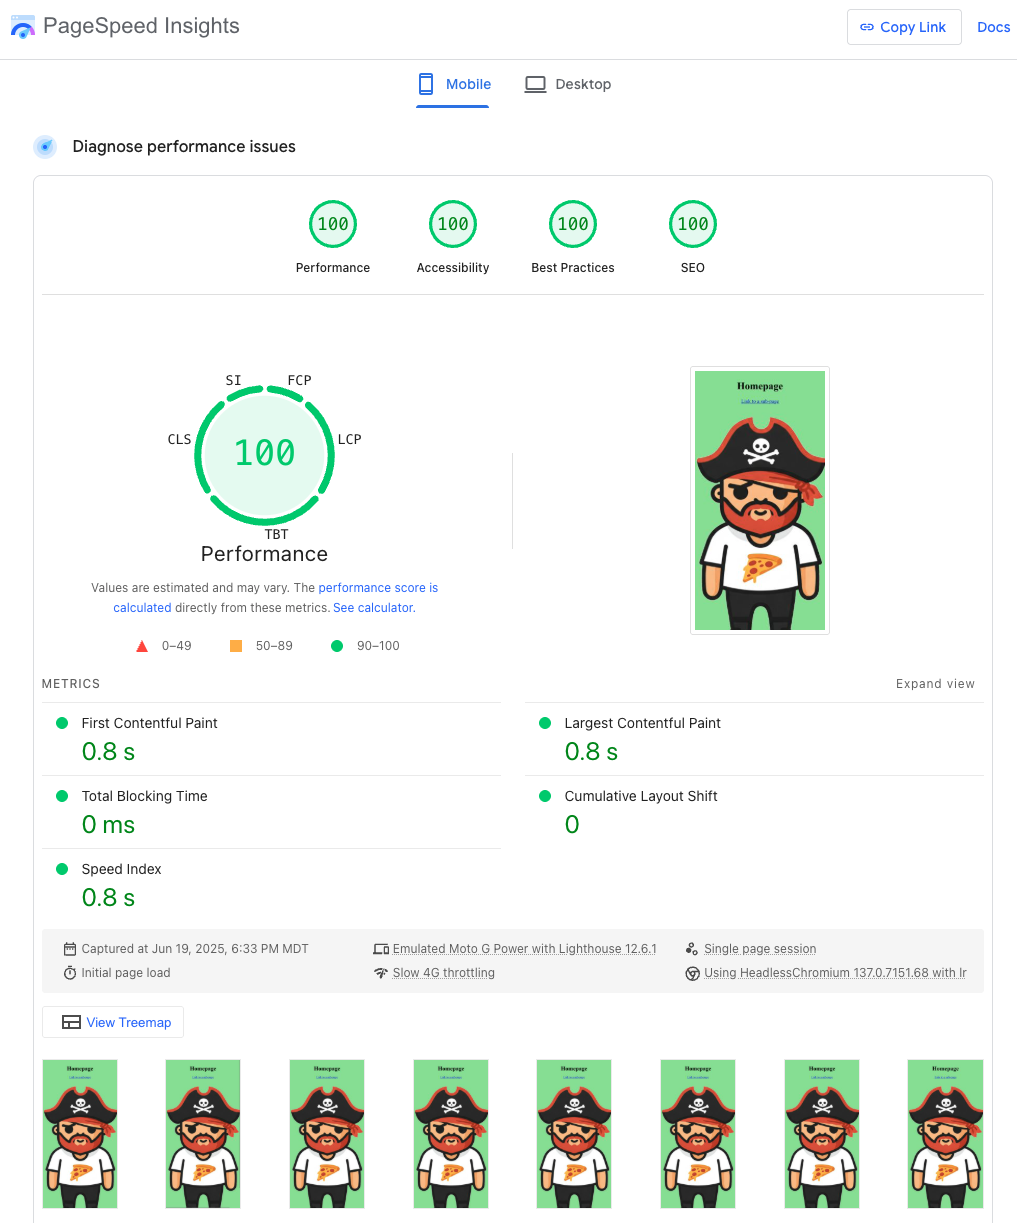 PageSpeed Insights
Copy Link
Docs
Mobile
Desktop
Diagnose performance issues
100
100
100
100
Performance
Accessibility
Best Practices
SEO
SI
FCP
CLS
LCP
100
TBT
Performance
Values are estimated and may vary. The performance score is
calculated directly from these metrics. See calculator.
0–49
50–89
90–100
Homepage
METRICS
Expand view
First Contentful Paint
0.8 s
Largest Contentful Paint
0.8 s
Total Blocking Time
0 ms
Cumulative Layout Shift
0
Speed Index
0.8 s
Captured at Jun 19, 2025, 6:33 PM MDT
Emulated Moto G Power with Lighthouse 12.6.1
Single page session
Initial page load
Slow 4G throttling
Using HeadlessChromium 137.0.7151.68 with lr
View Treemap
Homepage
Homepage
Homepage
Homepage
Homepage
Homepage
Homepage
Homepage